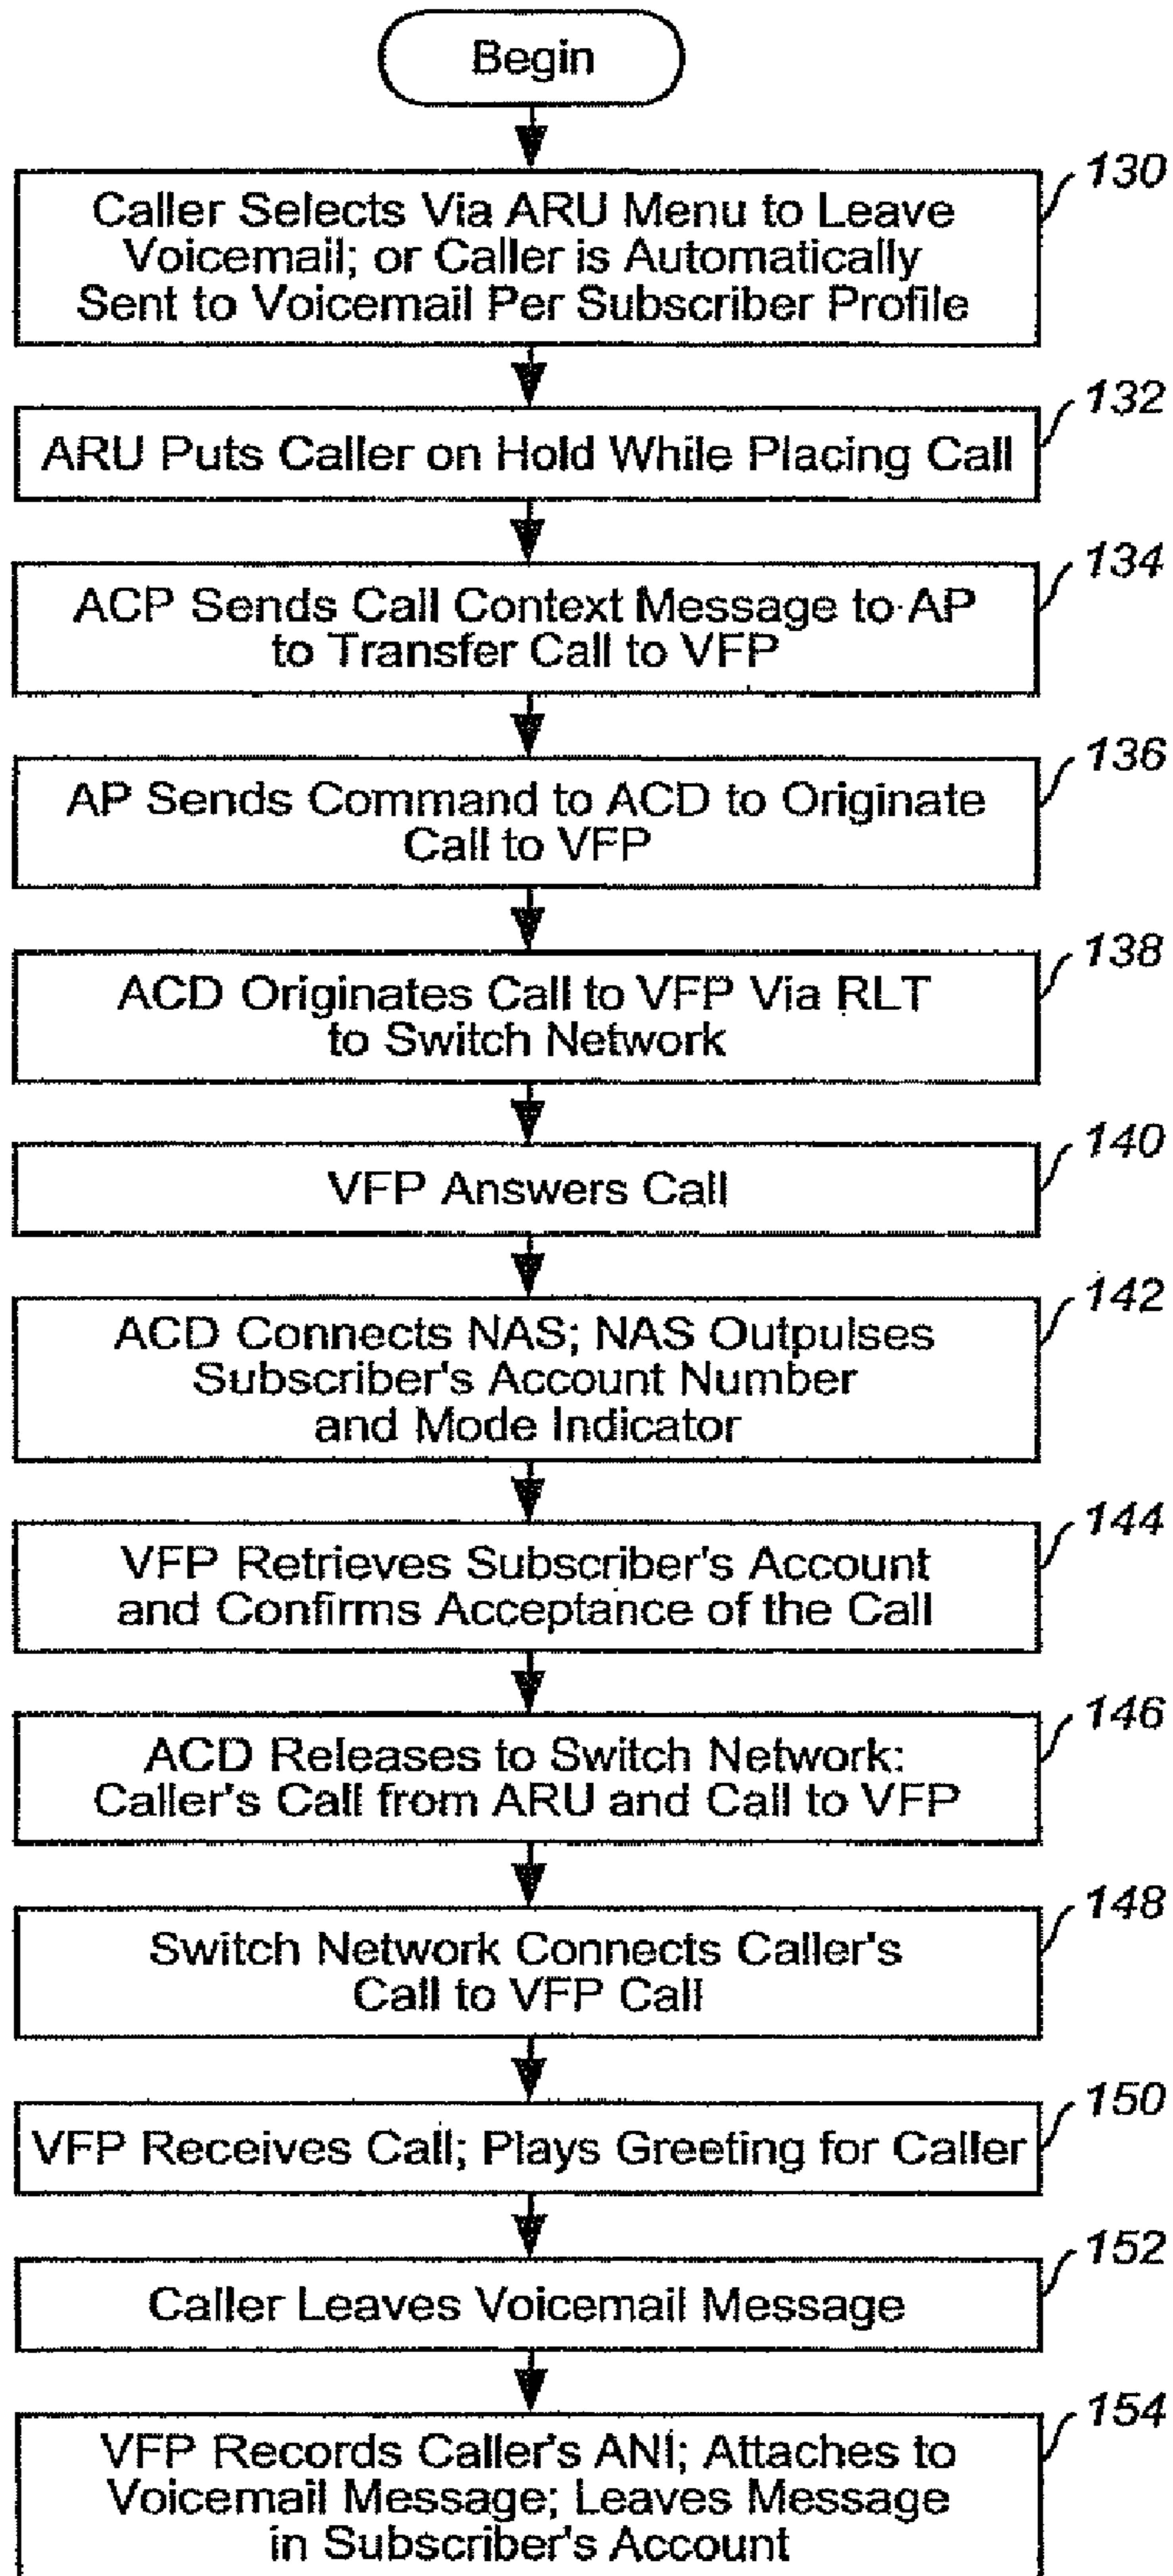 Begin
130
Caller Selects Via ARU Menu to Leave
Voicemail; or Caller is Automatically
Sent to Voicemail Per Subscriber Profile
132
ARU Puts Caller on Hold While Placing Call
134
ACP Sends Call Context Message to AP
to Transfer Call to VFP
136
AP Sends Command to ACD to Originate
Call to VFP
138
ACD Originates Call to VFP Via RLT
to Switch Network
140
VFP Answers Call
142
ACD Connects NAS; NAS Outpulses
Subscriber's Account Number
and Mode Indicator
144
VFP Retrieves Subscriber's Account
and Confirms Acceptance of the Call
146
ACD Releases to Switch Network:
Caller's Call from ARU and Call to VFP
148
Switch Network Connects Caller's
Call to VFP Call
150
VFP Receives Call; Plays Greeting for Caller
152
Caller Leaves Voicemail Message
154
VFP Records Caller's ANI; Attaches to
Voicemail Message; Leaves Message
in Subscriber's Account